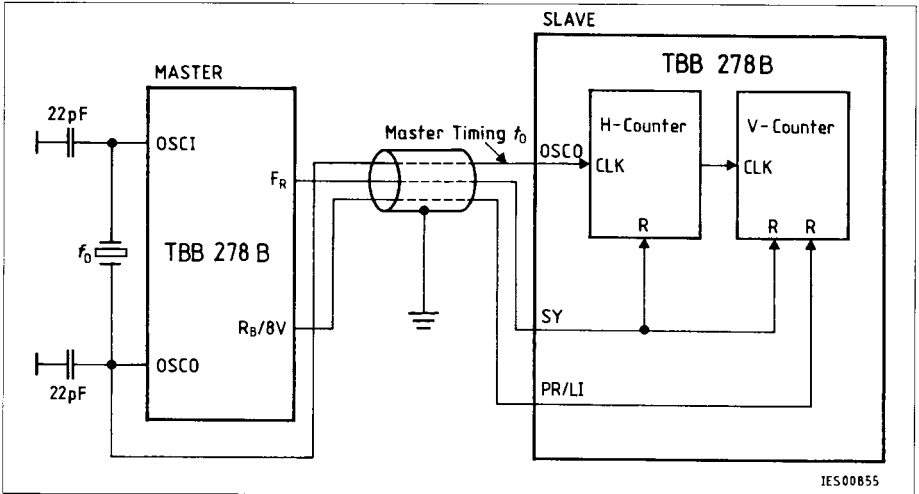 SLAVE
TBB 278 B
MASTER
22pF
H-Counter
V-Counter
Master Timing f0
OSCI
OSCO
CLK
CLK
FR
R
R
R
f0
TBB 278 B
RB/8V
SY
OSCO
22pF
PR/LI
IES00855